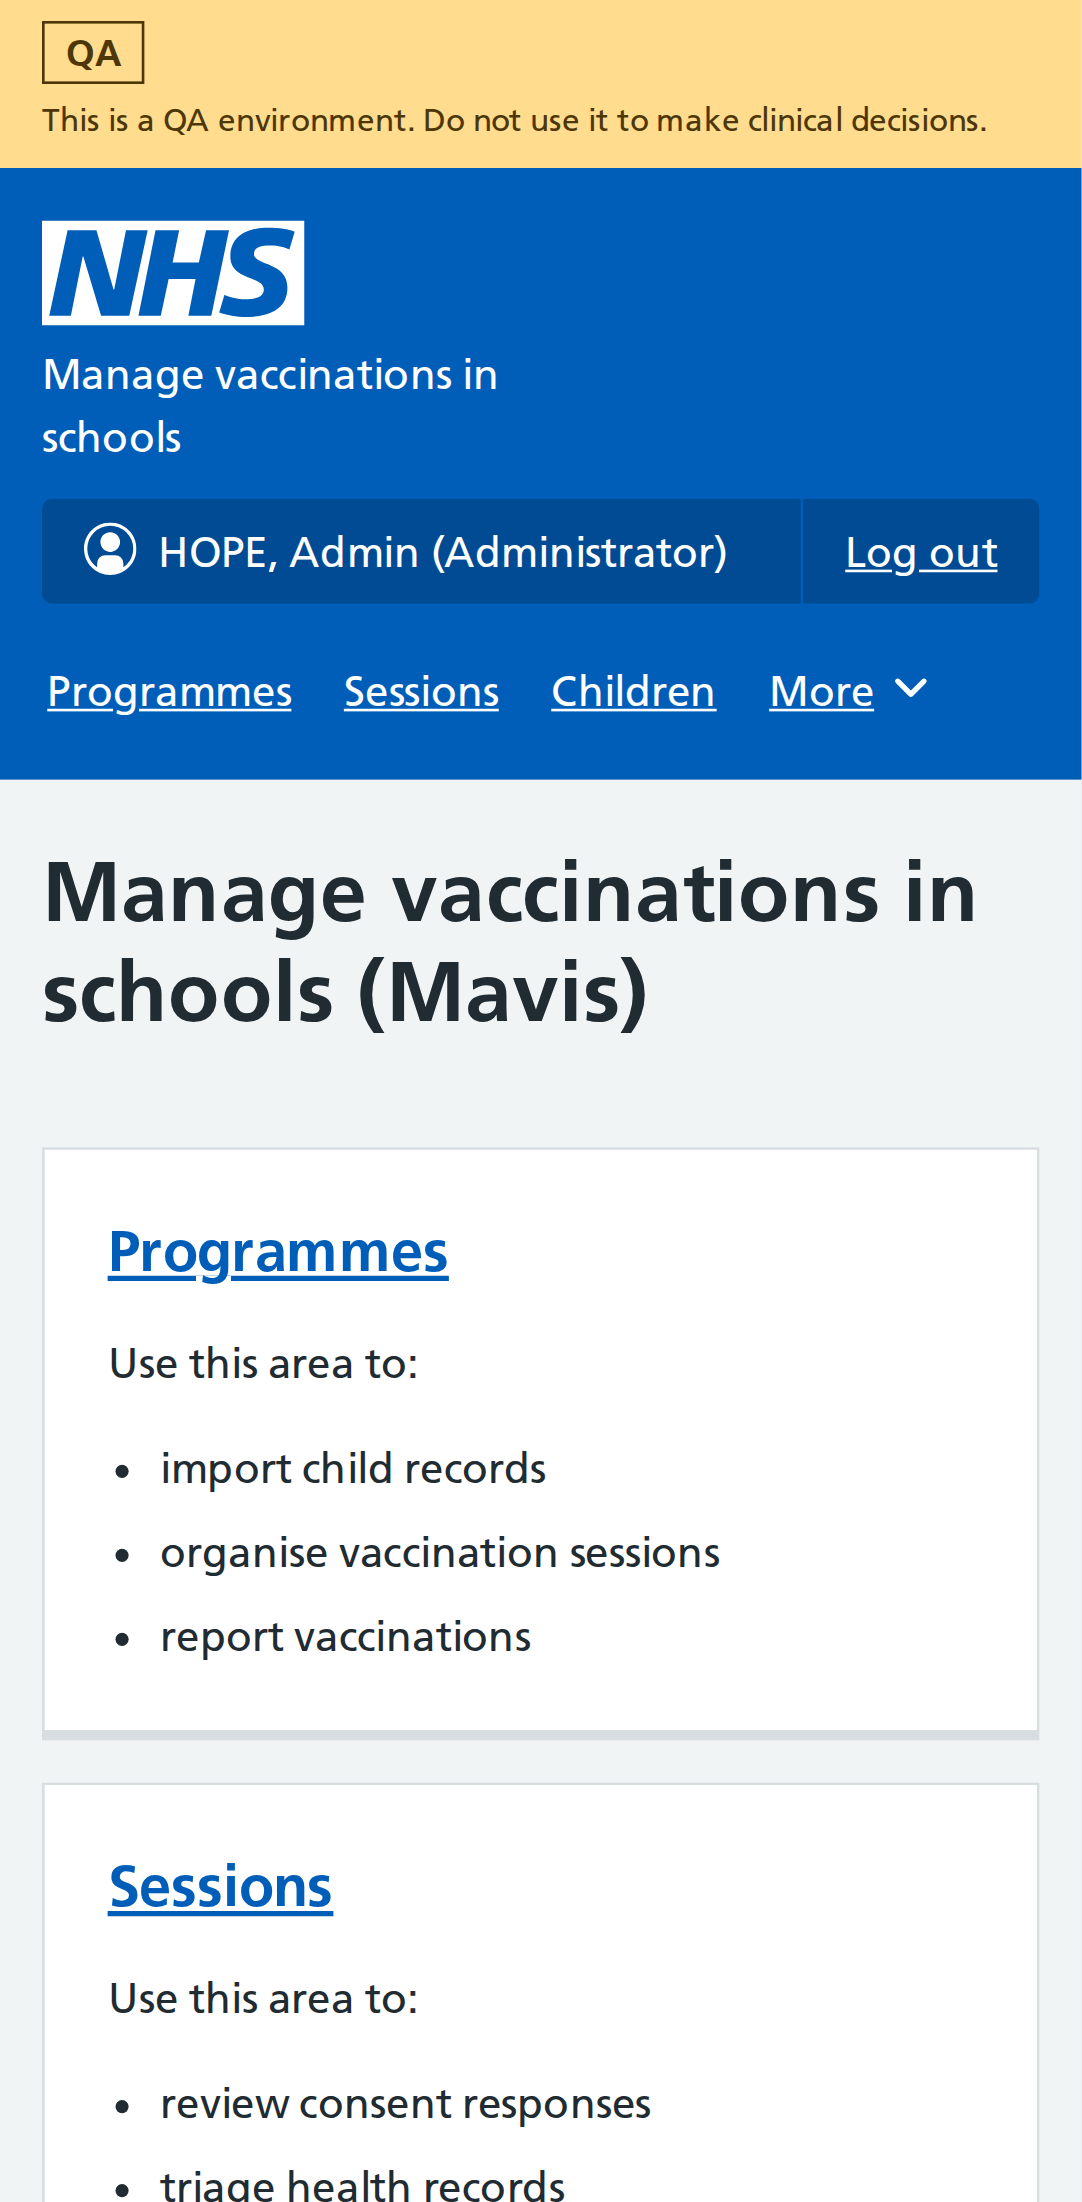 QA
This is a QA environment. Do not use it to make clinical decisions.
NHS
Manage vaccinations in
schools
HOPE, Admin (Administrator) Log out
Programmes Sessions Children More
Manage vaccinations in
schools (Mavis)
Programmes
Use this area to:
• import child records
• organise vaccination sessions
• report vaccinations
Sessions
Use this area to:
• review consent responses
• triage health records